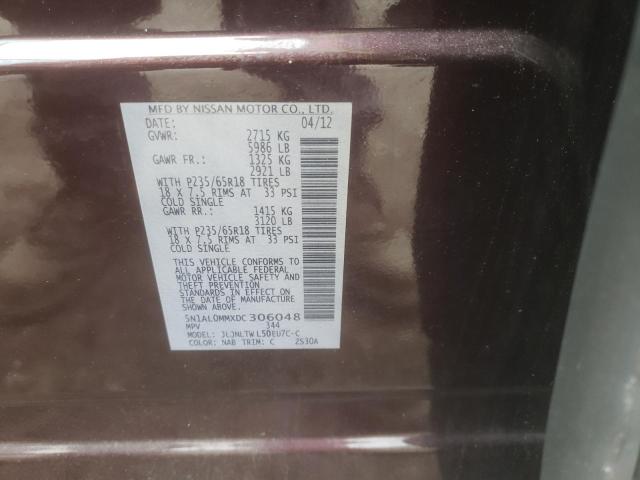 MFD BY NISSAN MOTOR CO., LTD.
DATE: 04/12
GVWR: 2715 KG
5986 LB
GAWR FR.: 1325 KG
2921 LB
WITH P235/65R18 TIRES
18 X 7.5 RIMS AT 33 PSI
COLD SINGLE
GAWR RR.: 1415 KG
3120 LB
WITH P235/65R18 TIRES
18 X 7.5 RIMS AT 33 PSI
COLD SINGLE
THIS VEHICLE CONFORMS TO
ALL APPLICABLE FEDERAL
MOTOR VEHICLE SAFETY AND
THEFT PREVENTION
STANDARDS IN EFFECT ON
THE DATE OF MANUFACTURE
SHOWN ABOVE.
5N1AL0MMXDC306048
MPV 344
MODEL:
COLOR: NAB TRIM: C 2S30A